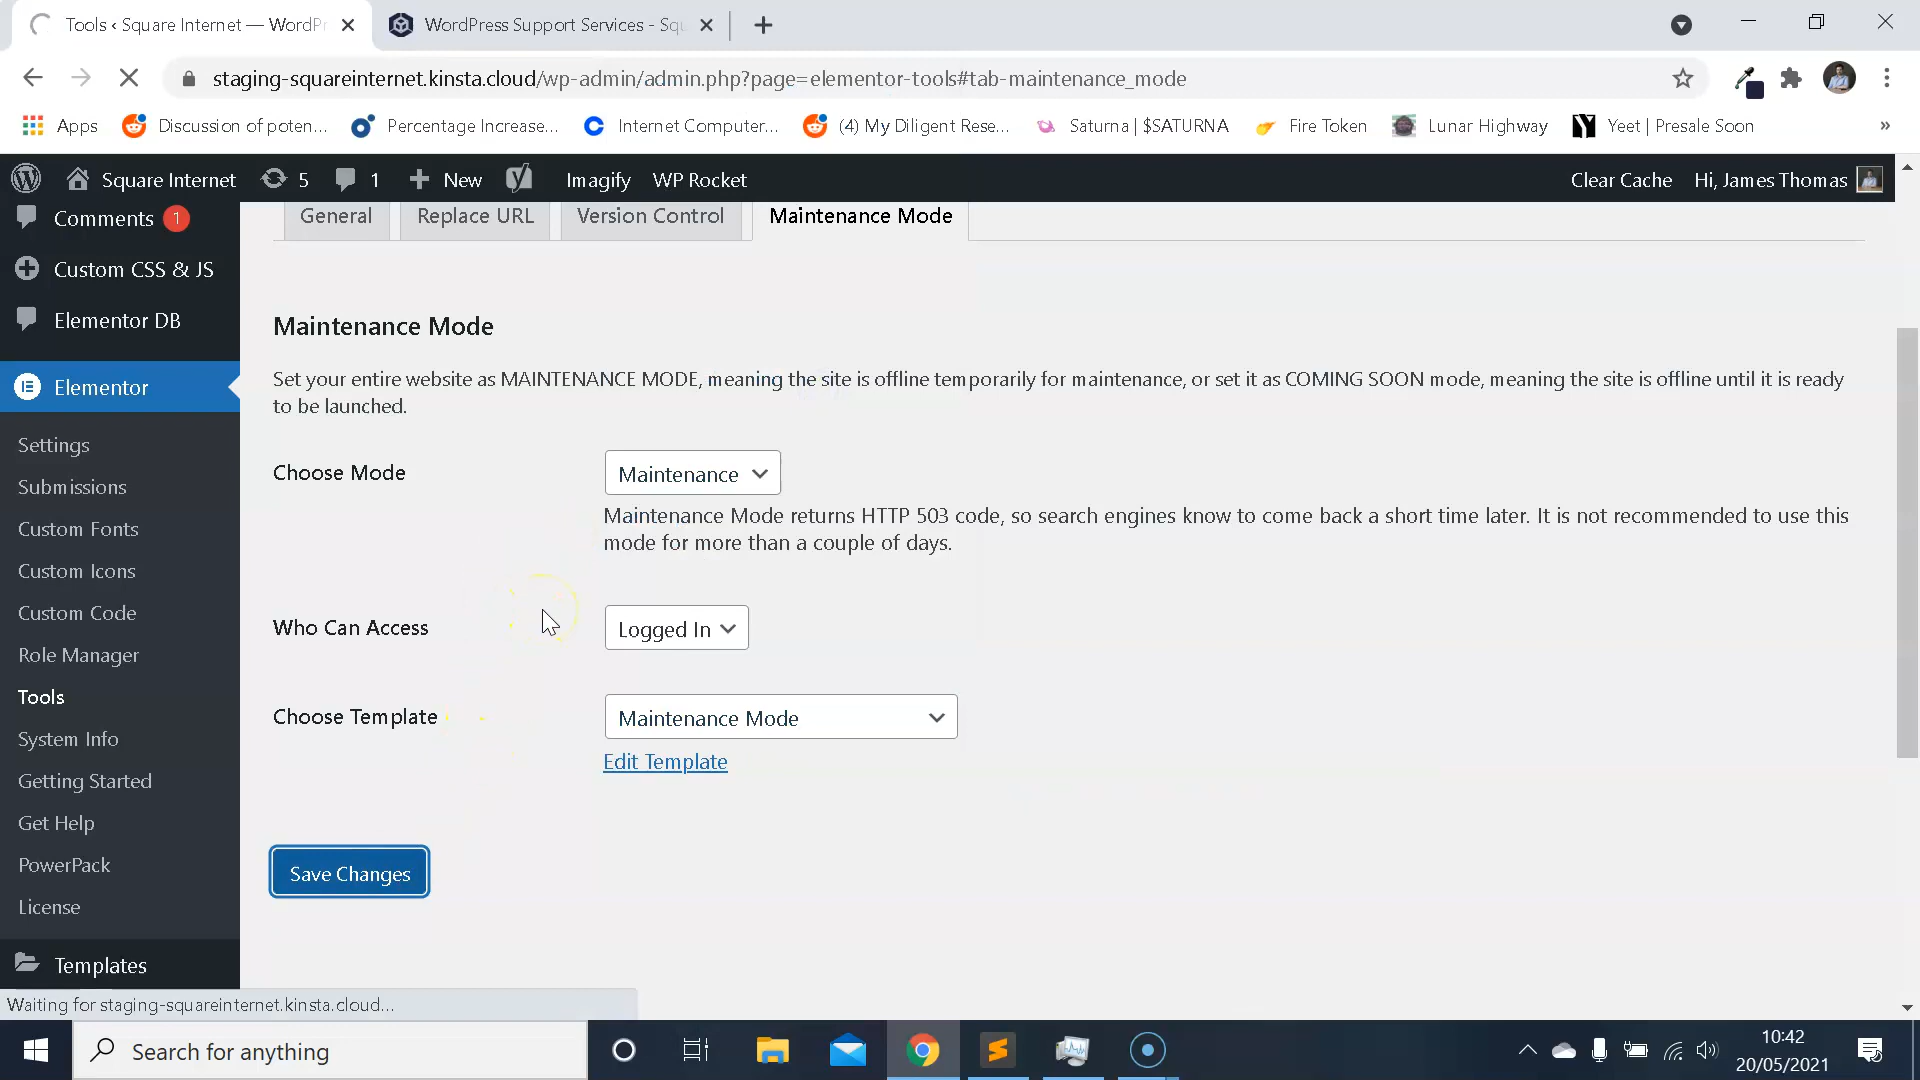 Tools ‹ Square Internet — WordPr
WordPress Support Services - Squ
staging-squareinternet.kinsta.cloud/wp-admin/admin.php?page=elementor-tools#tab-maintenance_mode
Apps
Discussion of poten...
Percentage Increase...
Internet Computer...
(4) My Diligent Rese...
Saturna | $SATURNA
Fire Token
Lunar Highway
Yeet | Presale Soon
»
Square Internet
5
1
New
Imagify
WP Rocket
Clear Cache
Hi, James Thomas
Comments 1
Custom CSS & JS
Elementor DB
Elementor
Settings
Submissions
Custom Fonts
Custom Icons
Custom Code
Role Manager
Tools
System Info
Getting Started
Get Help
PowerPack
License
Templates
General
Replace URL
Version Control
Maintenance Mode
Maintenance Mode
Set your entire website as MAINTENANCE MODE, meaning the site is offline temporarily for maintenance, or set it as COMING SOON mode, meaning the site is offline until it is ready
to be launched.
Choose Mode
Maintenance
Maintenance Mode returns HTTP 503 code, so search engines know to come back a short time later. It is not recommended to use this
mode for more than a couple of days.
Who Can Access
Logged In
Choose Template
Maintenance Mode
Edit Template
Save Changes
Waiting for staging-squareinternet.kinsta.cloud...
Search for anything
10:42
20/05/2021